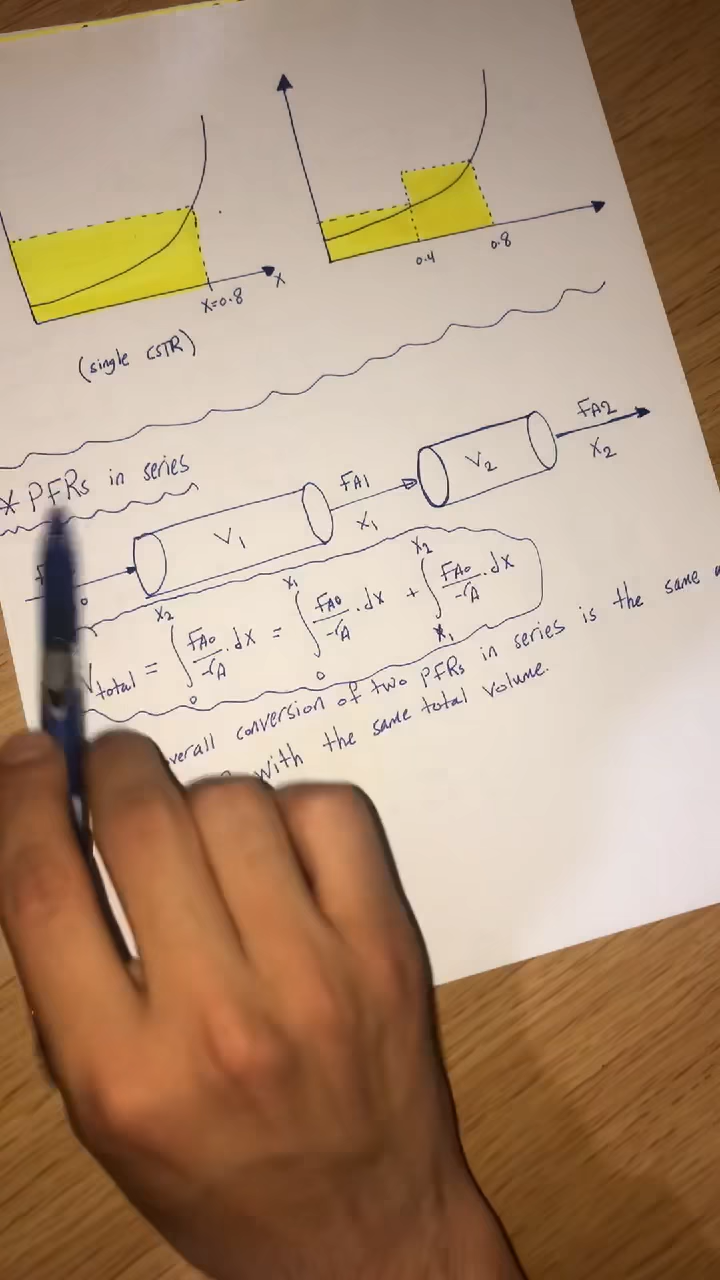 X=0.8
X
0.4
0.8
(single CSTR)
* PFRs in series
FA1
X1
V1
V2
FA2
X2
Vtotal = ∫₀^X2 FA0/-rA . dX = ∫₀^X1 FA0/-rA . dX + ∫X1^X2 FA0/-rA . dX
conversion of two PFRs in series is the same
with the same total volume.